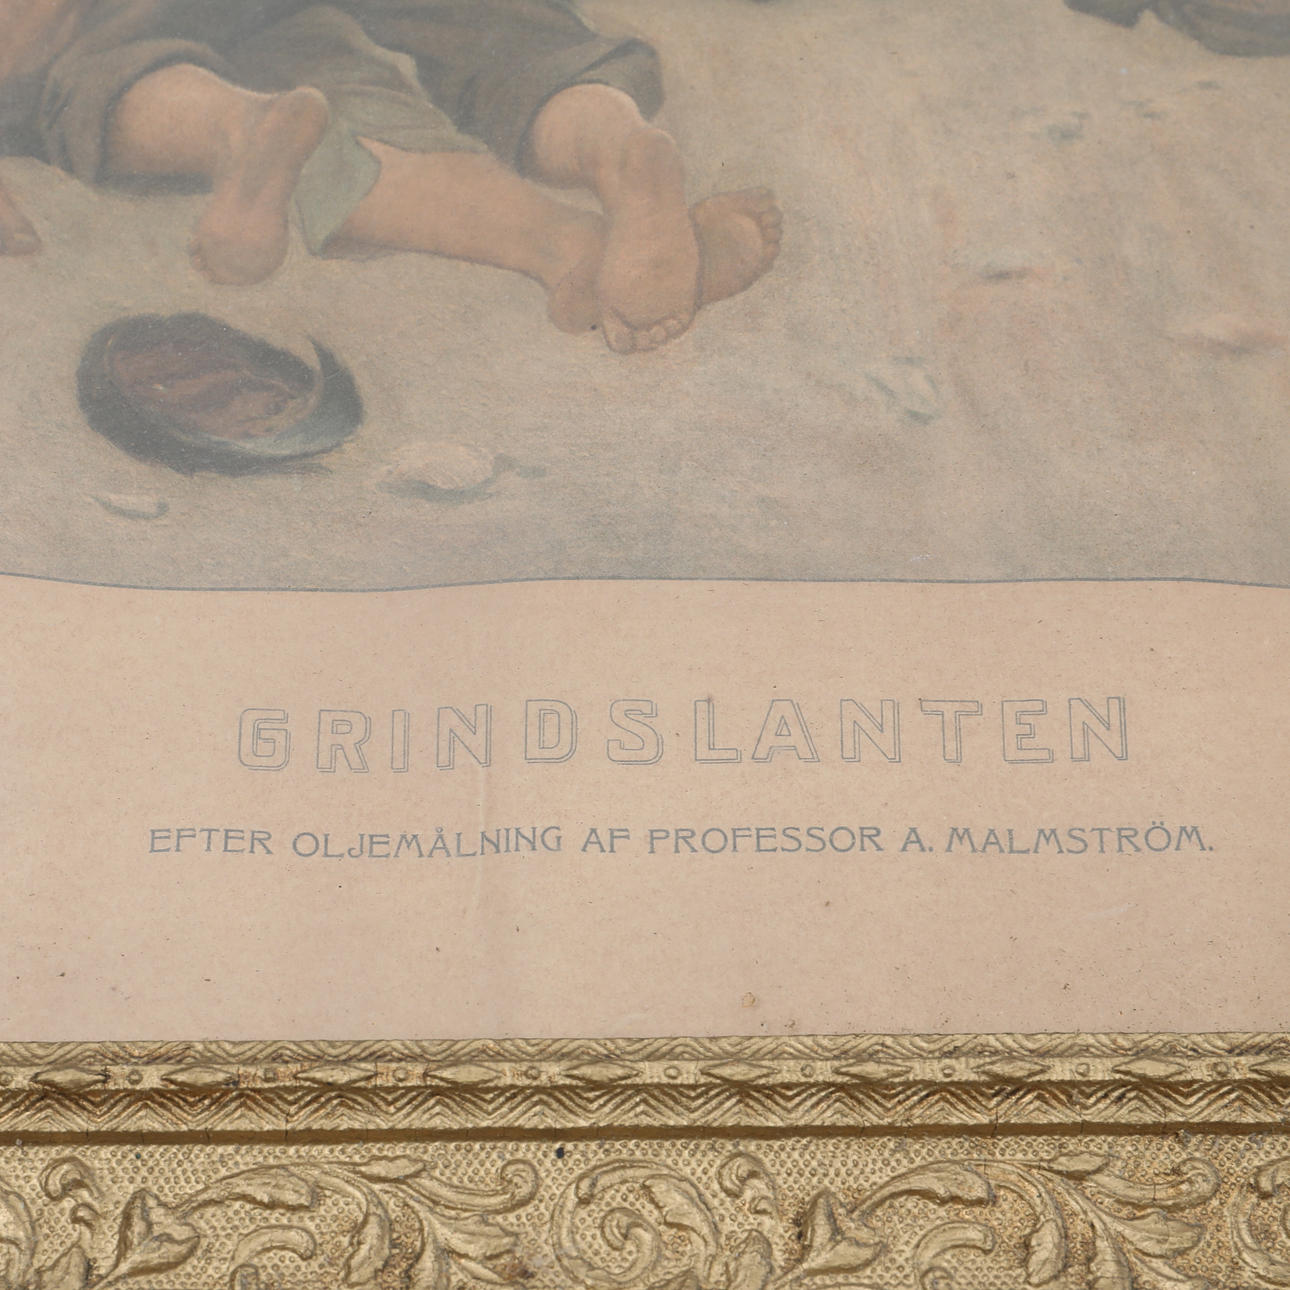 GRINDSLANTEN
EFTER OLJEMÅLNING AF PROFESSOR A. MALMSTRÖM.